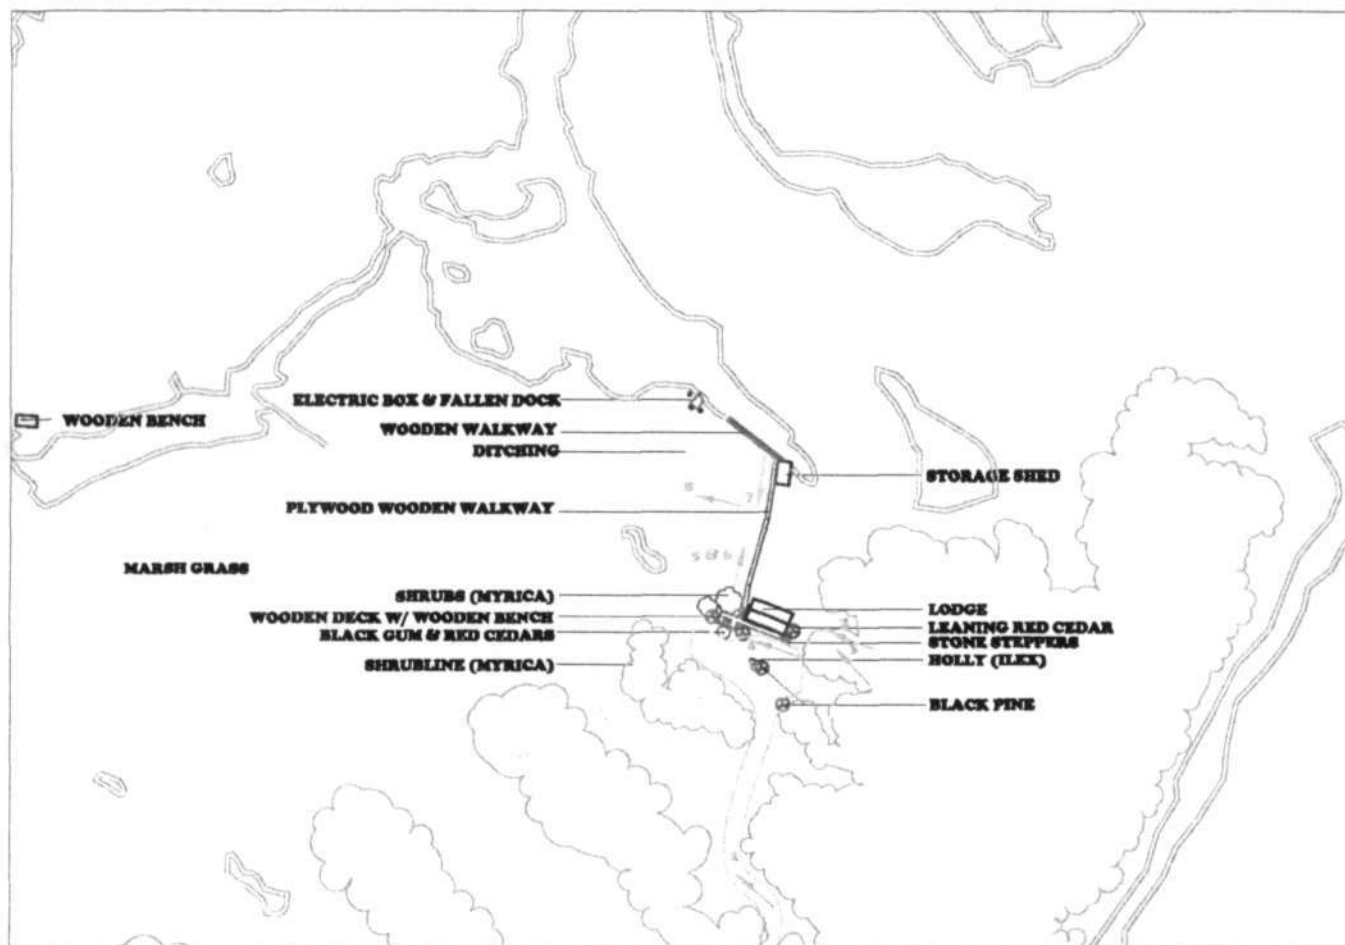 ELECTRIC BOX & FALLEN DOCK
WOODEN BENCH
WOODEN WALKWAY
DITCHING
STORAGE SHED
PLYWOOD WOODEN WALKWAY
MARSH GRASS
SHRUBS (MYRICA)
WOODEN DECK W/ WOODEN BENCH
BLACK GUM & RED CEDARS
SHRUBLINE (MYRICA)
LODGE
LEANING RED CEDAR
STONE STEPPERS
HOLLY (ILEX)
BLACK PINE
8
7